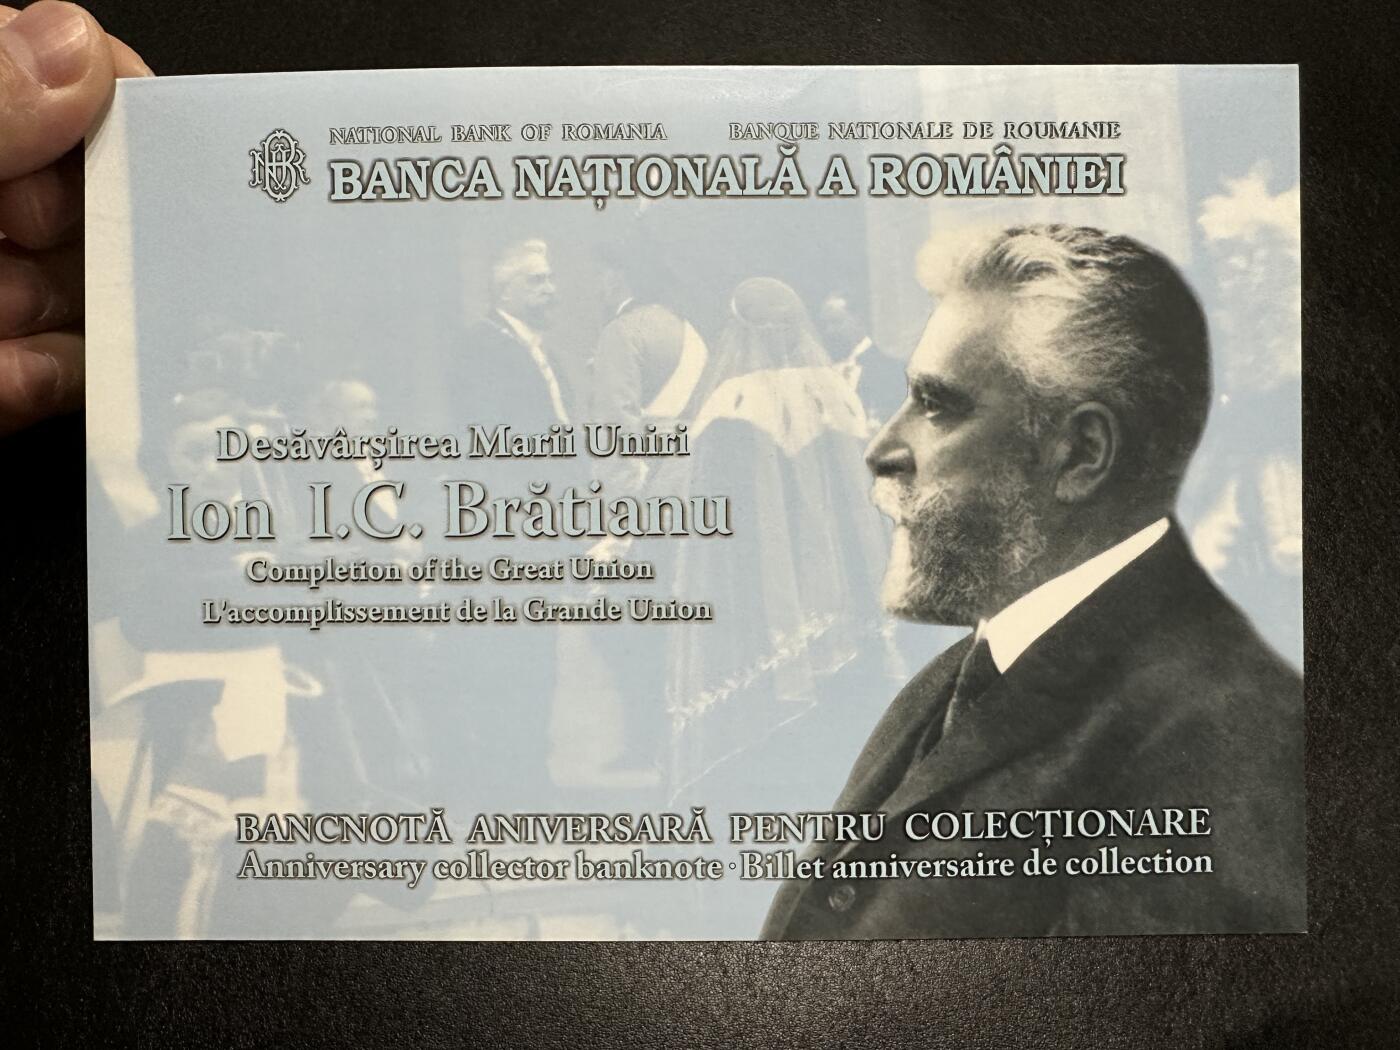 NATIONAL BANK OF ROMANIA BANQUE NATIONALE DE ROUMANIE
BANCA NAȚIONALĂ A ROMÂNIEI
Desăvârșirea Marii Uniri
Ion I.C. Brătianu
Completion of the Great Union
L'accomplissement de la Grande Union
BANCNOTĂ ANIVERSARĂ PENTRU COLECȚIONARE
Anniversary collector banknote · Billet anniversaire de collection